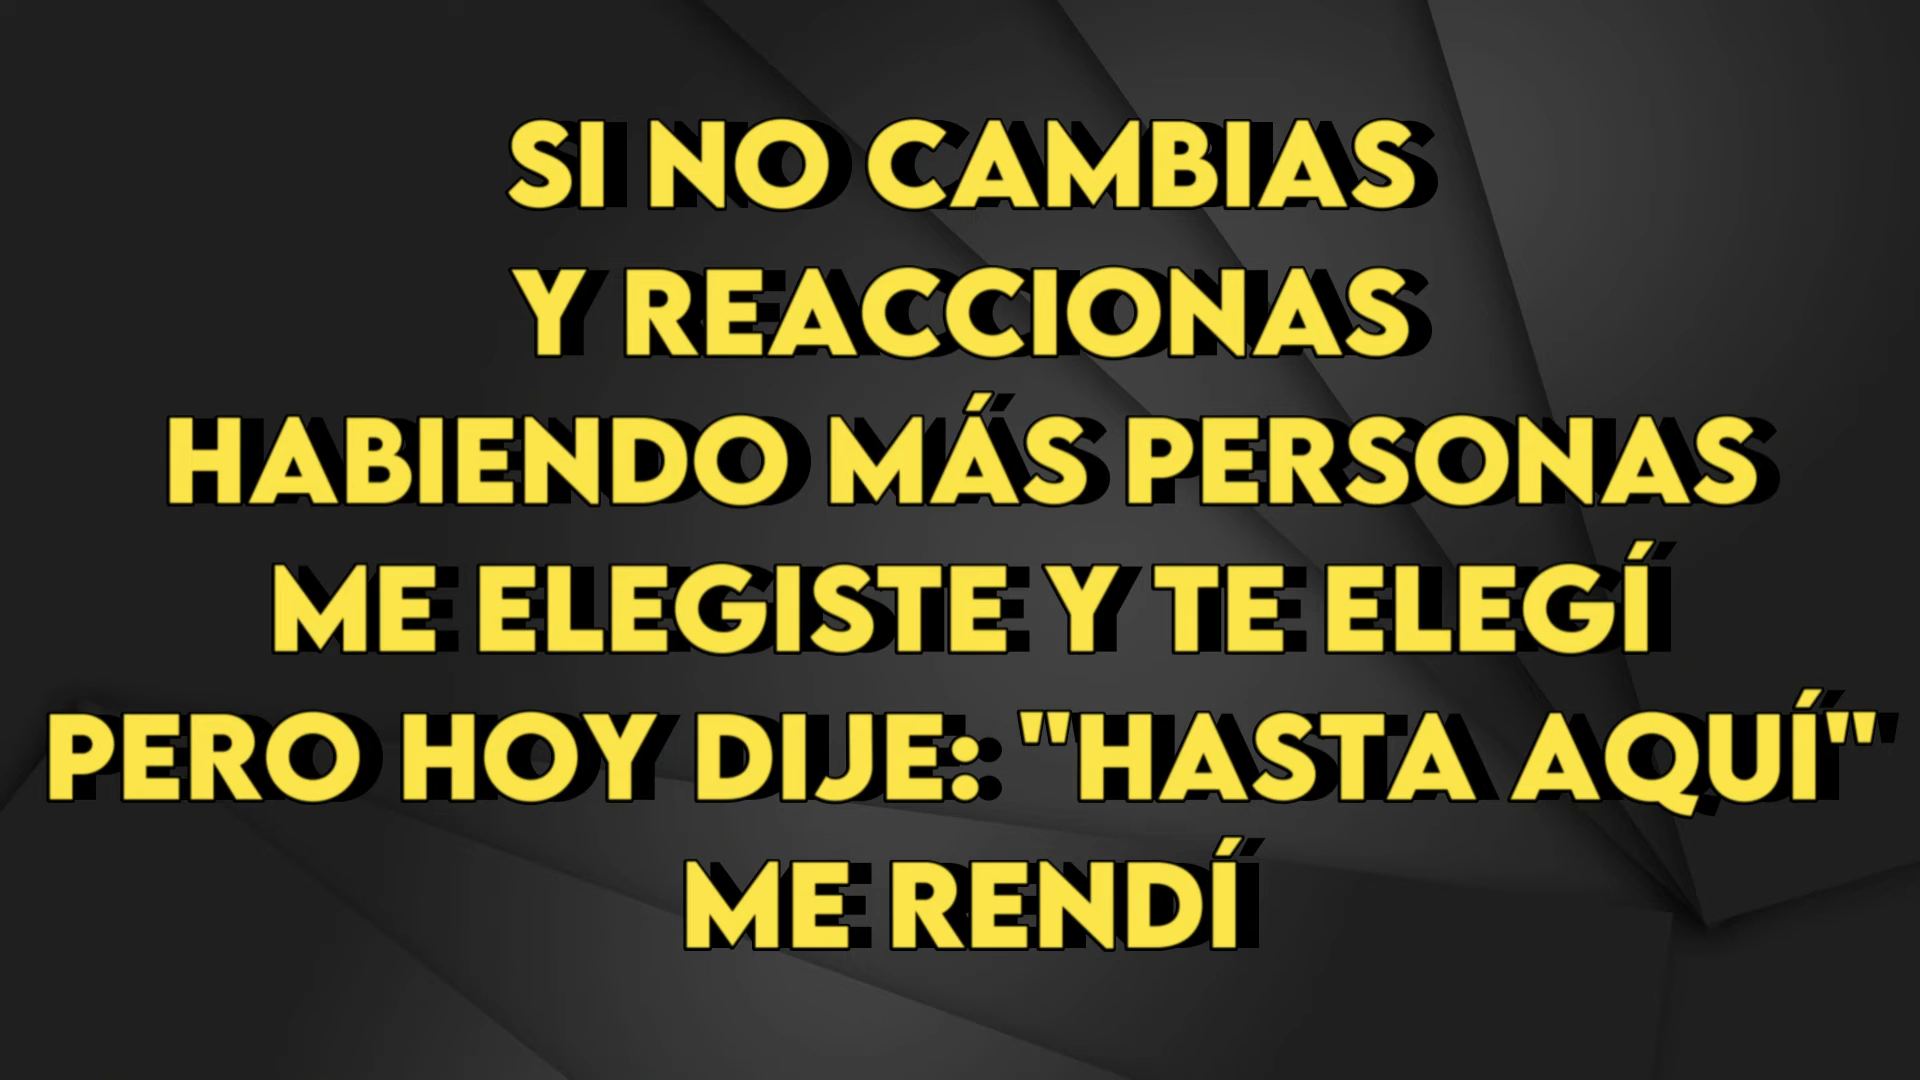 SI NO CAMBIAS
Y REACCIONAS
HABIENDO MÁS PERSONAS
ME ELEGISTE Y TE ELEGÍ
PERO HOY DIJE: "HASTA AQUÍ"
ME RENDÍ